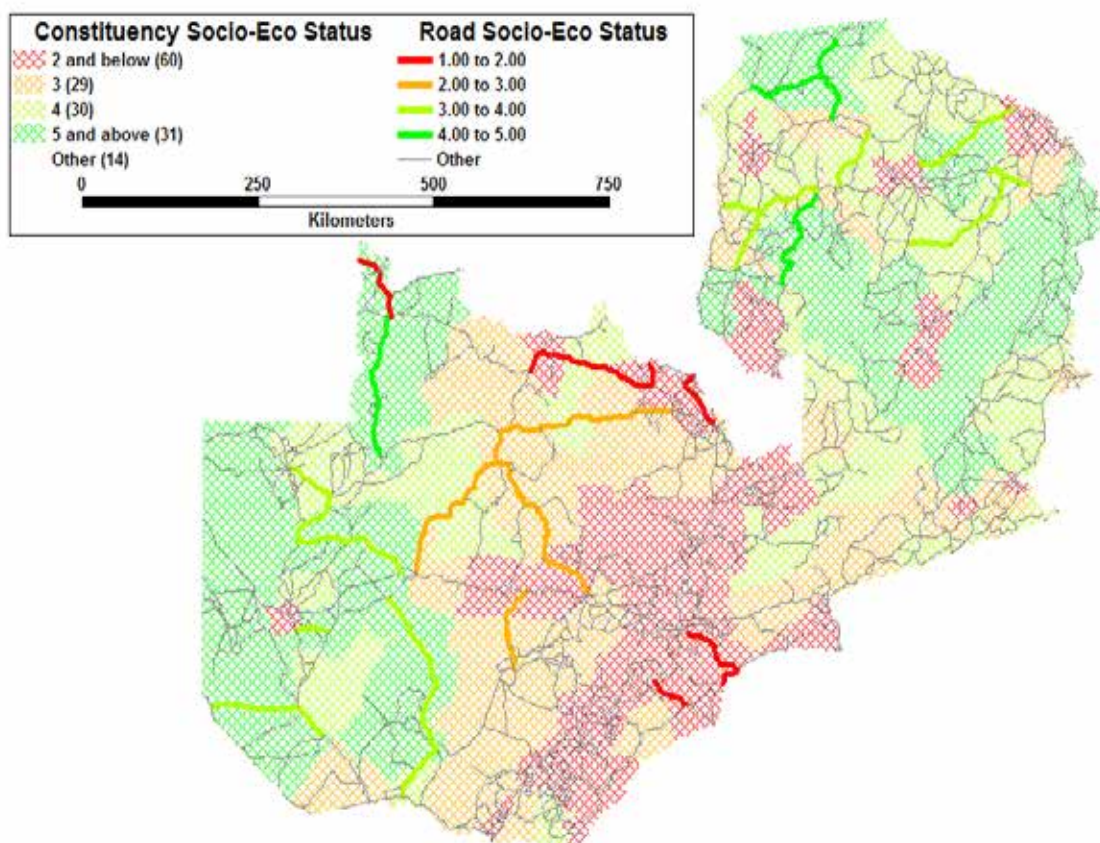 Constituency Socio-Eco Status
2 and below (60)
3 (29)
4 (30)
5 and above (31)
Other (14)
Road Socio-Eco Status
1.00 to 2.00
2.00 to 3.00
3.00 to 4.00
4.00 to 5.00
Other
0 250 500 750
Kilometers